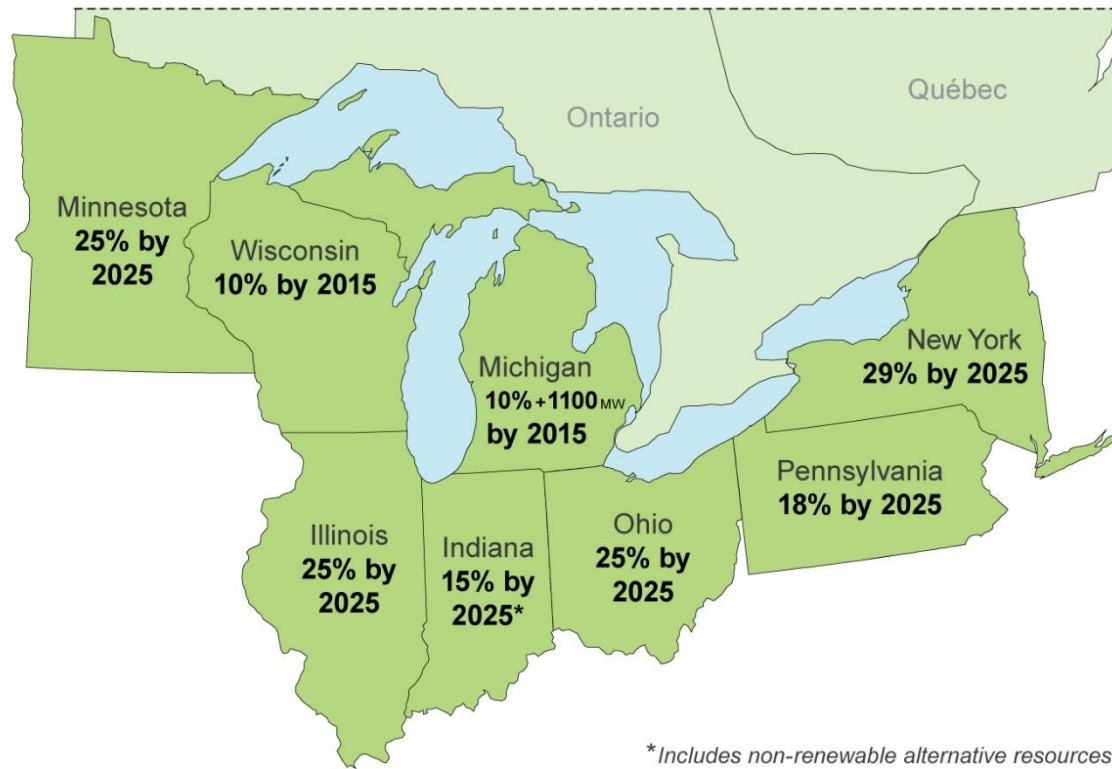 Ontario
Québec
Minnesota
25% by
2025
Wisconsin
10% by 2015
Michigan
10% + 1100 MW
by 2015
New York
29% by 2025
Pennsylvania
18% by 2025
Illinois
25% by
2025
Indiana
15% by
2025*
Ohio
25% by
2025
*Includes non-renewable alternative resources